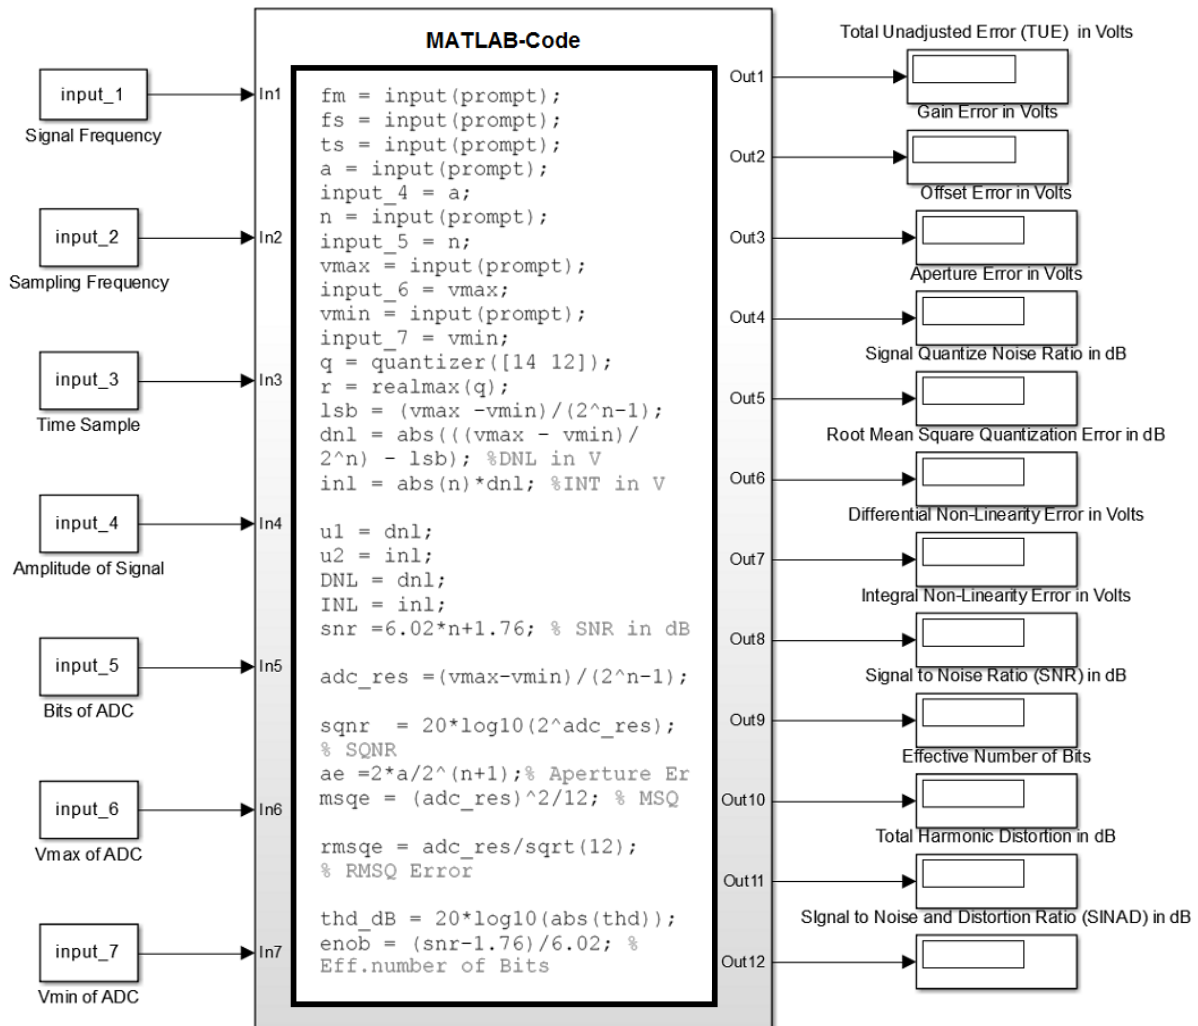 MATLAB-Code
input_1
Signal Frequency
input_2
Sampling Frequency
input_3
Time Sample
input_4
Amplitude of Signal
input_5
Bits of ADC
input_6
Vmax of ADC
input_7
Vmin of ADC
In1
In2
In3
In4
In5
In6
In7
fm = input(prompt);
fs = input(prompt);
ts = input(prompt);
a = input(prompt);
input_4 = a;
n = input(prompt);
input_5 = n;
vmax = input(prompt);
input_6 = vmax;
vmin = input(prompt);
input_7 = vmin;
q = quantizer([14 12]);
r = realmax(q);
lsb = (vmax -vmin)/(2^n-1);
dnl = abs(((vmax - vmin)/
2^n) - lsb); %DNL in V
inl = abs(n)*dnl; %INT in V
u1 = dnl;
u2 = inl;
DNL = dnl;
INL = inl;
snr =6.02*n+1.76; % SNR in dB
adc_res =(vmax-vmin)/(2^n-1);
sqnr  = 20*log10(2^adc_res);
% SQNR
ae =2*a/2^(n+1);% Aperture Er
msqe = (adc_res)^2/12; % MSQ
rmsqe = adc_res/sqrt(12);
% RMSQ Error
thd_dB = 20*log10(abs(thd));
enob = (snr-1.76)/6.02; %
Eff.number of Bits
Out1
Out2
Out3
Out4
Out5
Out6
Out7
Out8
Out9
Out10
Out11
Out12
Total Unadjusted Error (TUE)  in Volts
Gain Error in Volts
Offset Error in Volts
Aperture Error in Volts
Signal Quantize Noise Ratio in dB
Root Mean Square Quantization Error in dB
Differential Non-Linearity Error in Volts
Integral Non-Linearity Error in Volts
Signal to Noise Ratio (SNR) in dB
Effective Number of Bits
Total Harmonic Distortion in dB
SIgnal to Noise and Distortion Ratio (SINAD) in dB